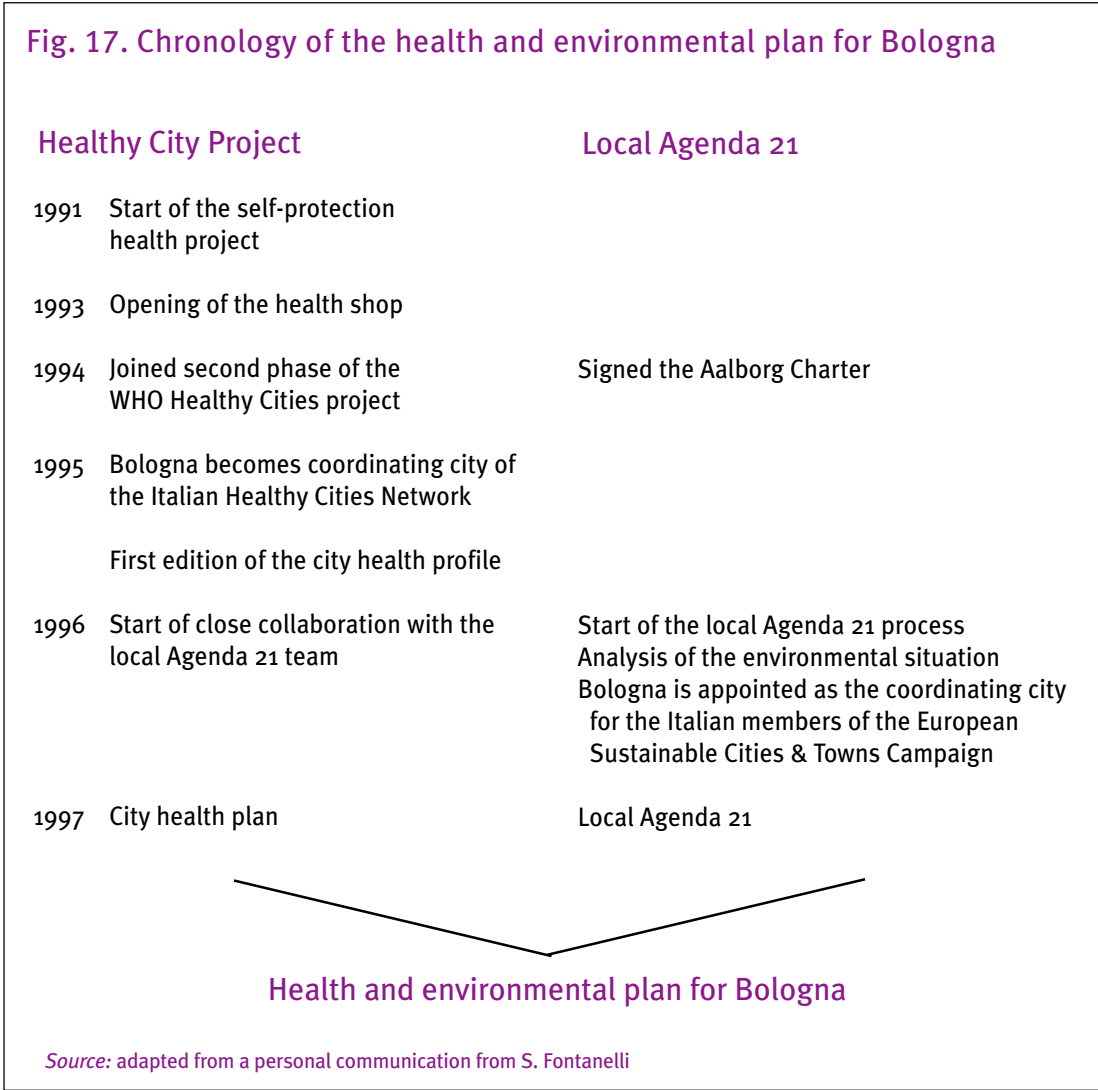 Fig. 17. Chronology of the health and environmental plan for Bologna
Healthy City Project
Local Agenda 21
1991 Start of the self-protection
health project
1993 Opening of the health shop
1994 Joined second phase of the
WHO Healthy Cities project
Signed the Aalborg Charter
1995 Bologna becomes coordinating city of
the Italian Healthy Cities Network
First edition of the city health profile
1996 Start of close collaboration with the
local Agenda 21 team
Start of the local Agenda 21 process
Analysis of the environmental situation
Bologna is appointed as the coordinating city
for the Italian members of the European
Sustainable Cities & Towns Campaign
1997 City health plan
Local Agenda 21
Health and environmental plan for Bologna
Source: adapted from a personal communication from S. Fontanelli